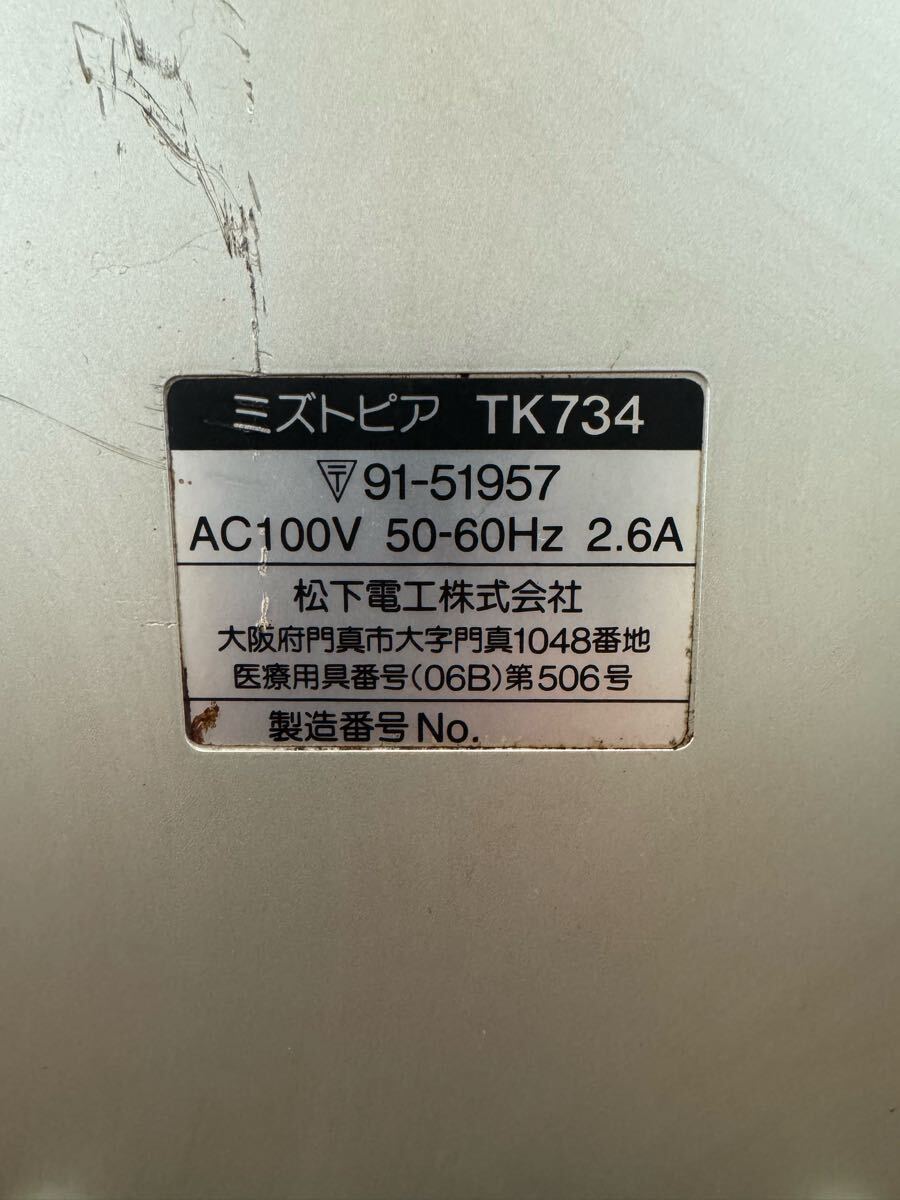 ミズトピア TK734
〒91-51957
AC100V 50-60Hz 2.6A
松下電工株式会社
大阪府門真市大字門真1048番地
医療用具番号(06B)第506号
製造番号No.